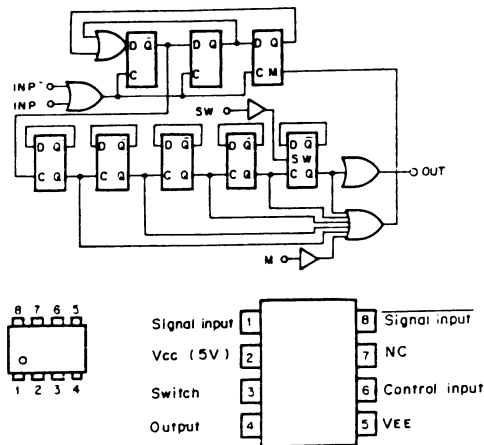 D Q̄ D Q D Q
C C C M
INP̄
INP
SW
D Q̄ D Q̄ D Q̄ D Q̄ D Q̄
SW
C Q C Q C Q C Q C Q
OUT
M
8 7 6 5
1 2 3 4
Signal input 1
Vcc (5V) 2
Switch 3
Output 4
8 Signal input
7 NC
6 Control input
5 VEE